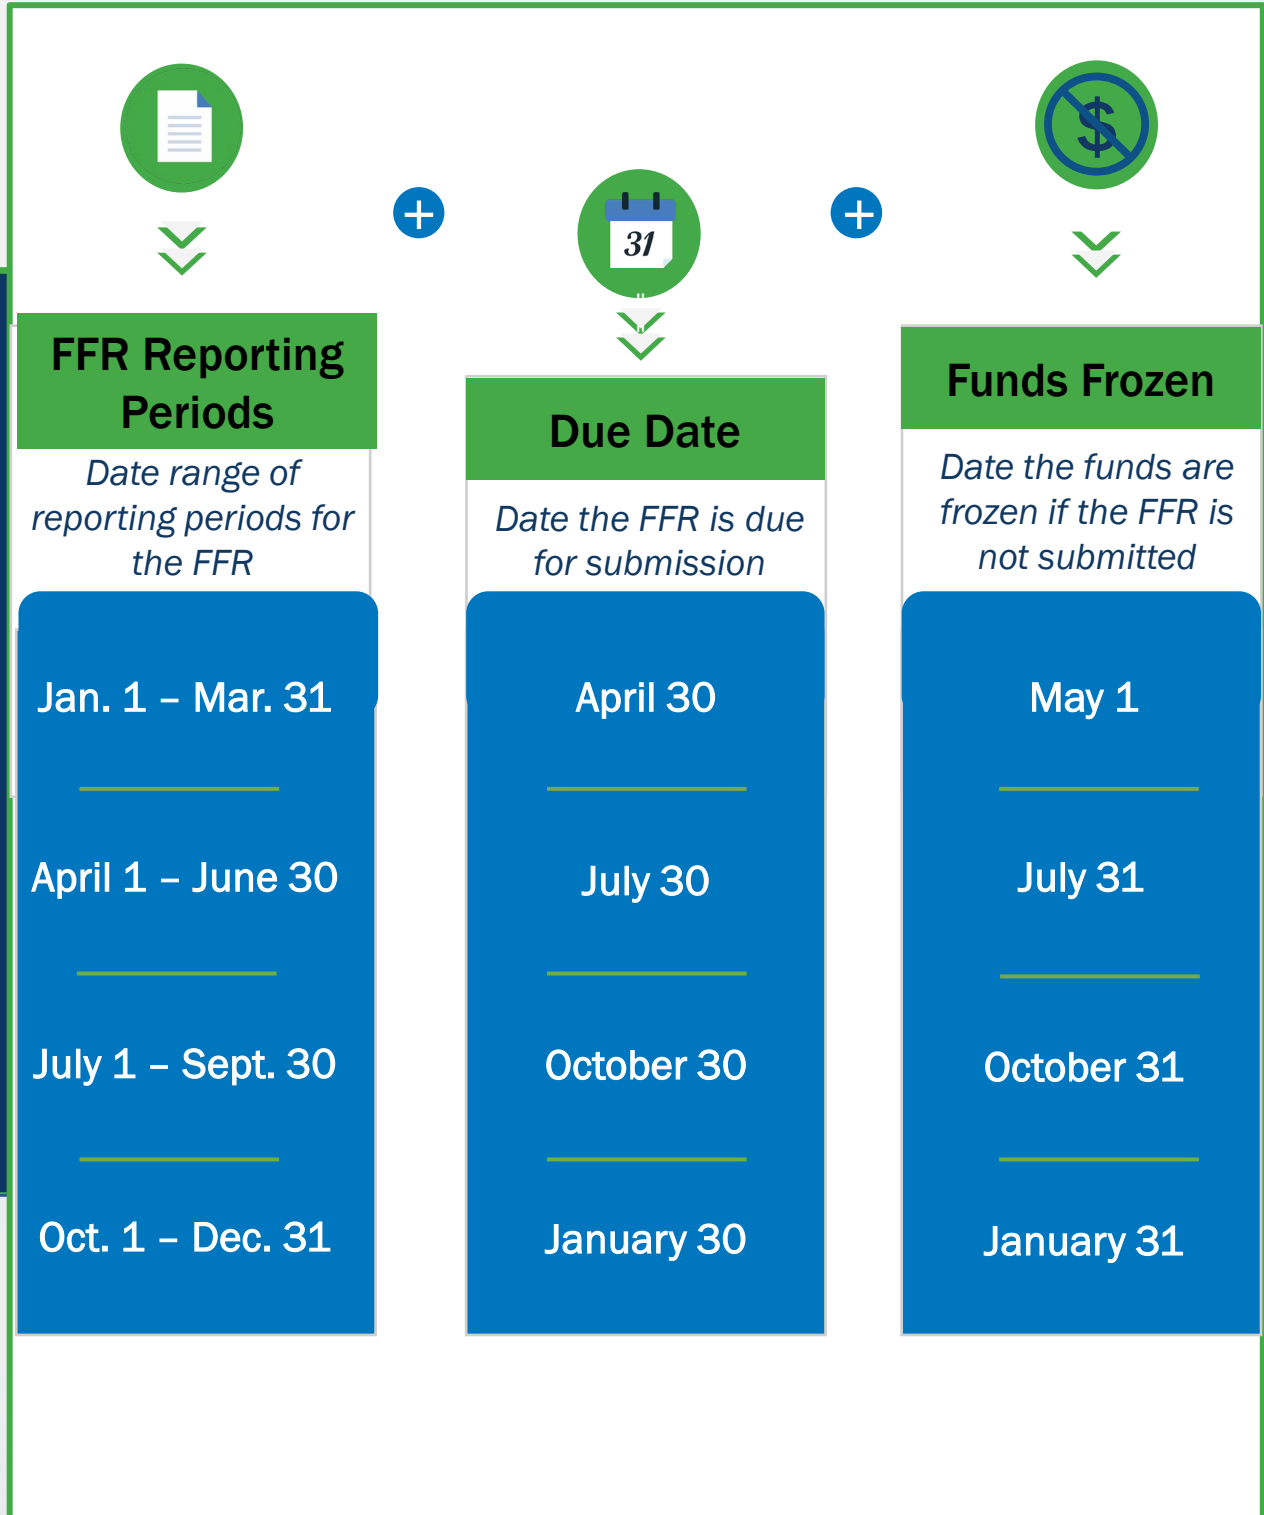 31
FFR Reporting
Periods
Date range of
reporting periods for
the FFR
Jan. 1 – Mar. 31
April 1 – June 30
July 1 – Sept. 30
Oct. 1 – Dec. 31
Due Date
Date the FFR is due
for submission
April 30
July 30
October 30
January 30
$
Funds Frozen
Date the funds are
frozen if the FFR is
not submitted
May 1
July 31
October 31
January 31